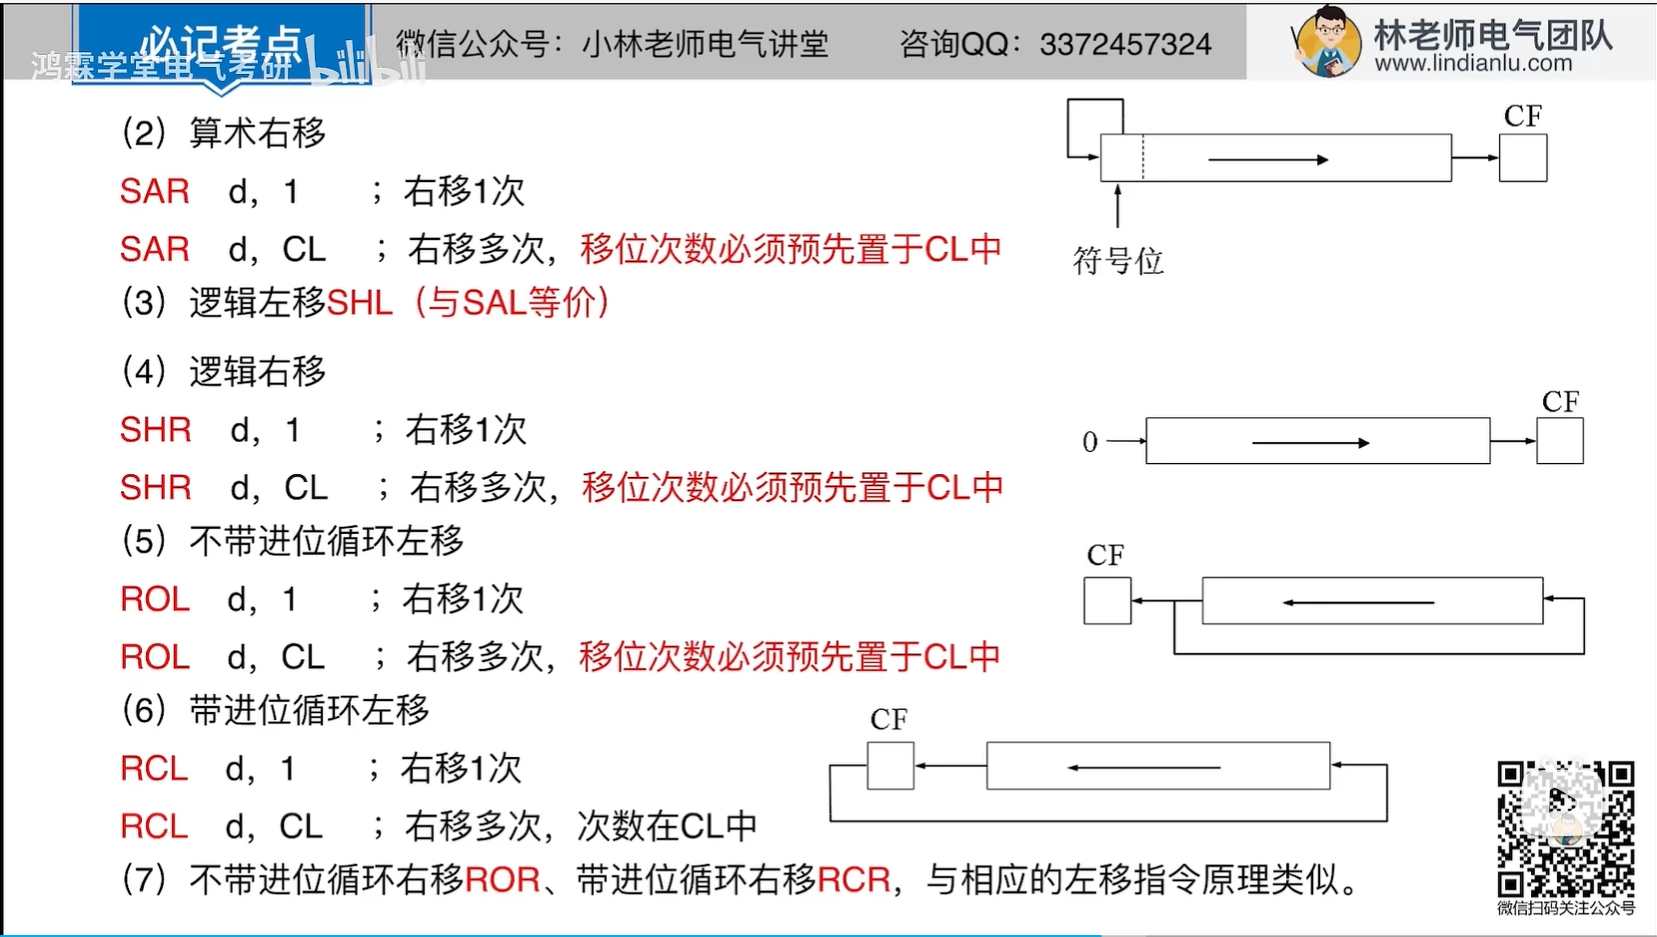 必记考点
鸿霖学堂电气考研 bilibili
微信公众号：小林老师电气讲堂 咨询QQ：3372457324
林老师电气团队
www.lindianlu.com
（2）算术右移
SAR d，1 ；右移1次
SAR d，CL ；右移多次，移位次数必须预先置于CL中
CF
符号位
（3）逻辑左移SHL（与SAL等价）
（4）逻辑右移
SHR d，1 ；右移1次
SHR d，CL ；右移多次，移位次数必须预先置于CL中
CF
0
（5）不带进位循环左移
ROL d，1 ；右移1次
ROL d，CL ；右移多次，移位次数必须预先置于CL中
CF
（6）带进位循环左移
RCL d，1 ；右移1次
RCL d，CL ；右移多次，次数在CL中
CF
（7）不带进位循环右移ROR、带进位循环右移RCR，与相应的左移指令原理类似。
微信扫码关注公众号